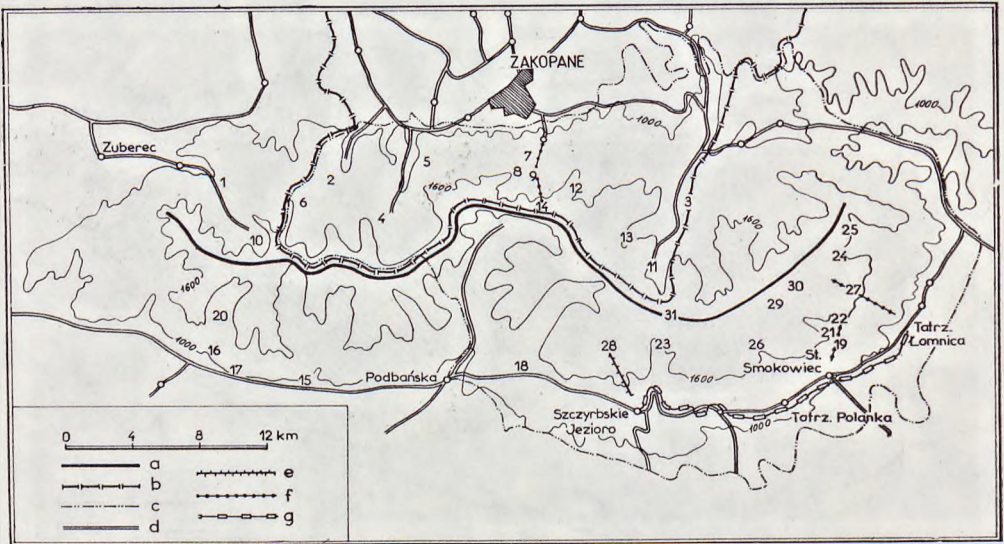 ZAKOPANE
1000
1000
Zuberec
7
5
1600
8
1
2
12
6
3
4
1600
13
25
10
11
24
30
27
1600
29
20
31
22
21
19
Tatrz.
Łomnica
1000
16
28
23
26
St.
Smokowiec
17
15
Podbańska
18
1600
Szczyrbskie
Jezioro
Tatrz. Polanka
1000
0 4 8 12 km
a
b
c
d
e
f
g